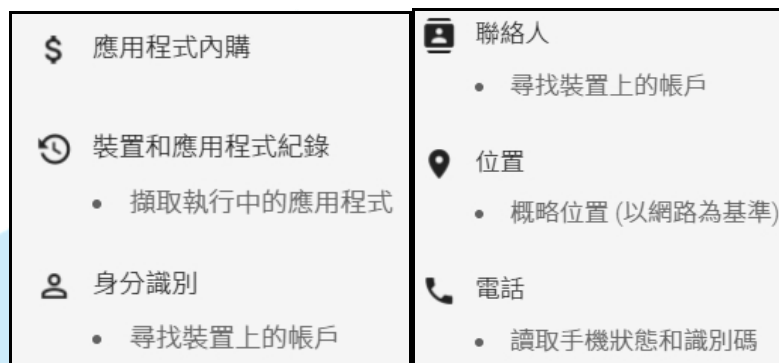 應用程式內購
裝置和應用程式紀錄
• 擷取執行中的應用程式
身分識別
• 尋找裝置上的帳戶
聯絡人
• 尋找裝置上的帳戶
位置
• 概略位置 (以網路為基準)
電話
• 讀取手機狀態和識別碼